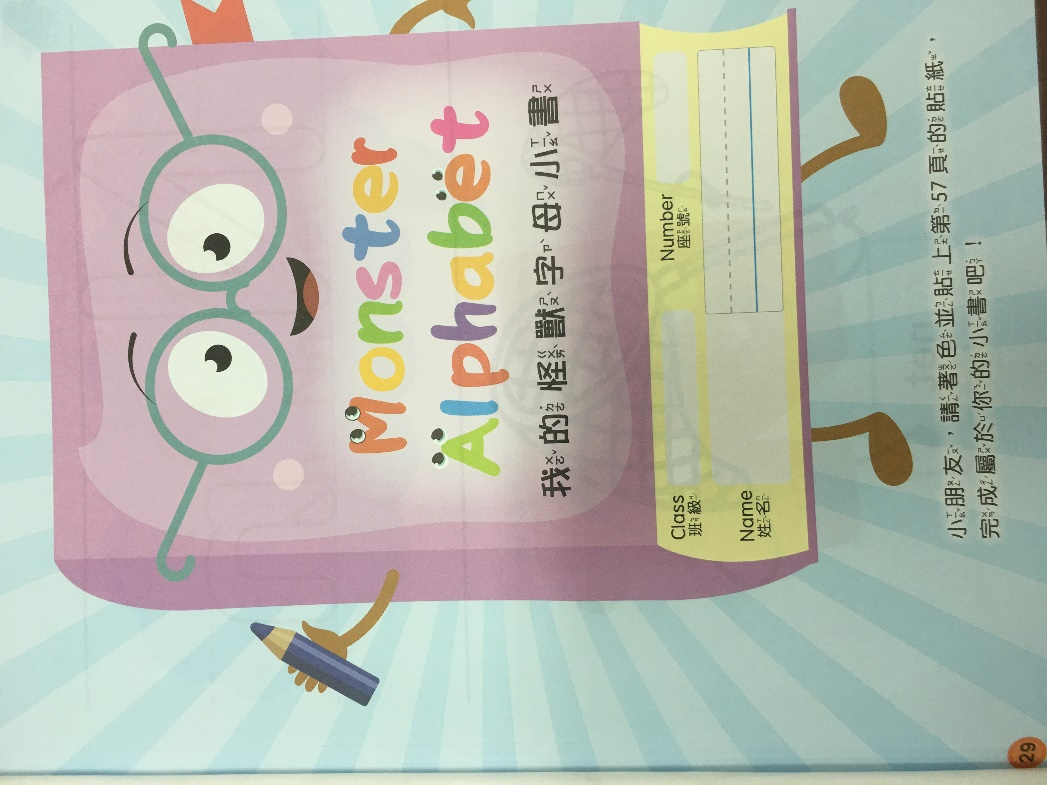 Monster
Alphabet
我的怪獸字母小書
Class
班級
Number
座號
Name
姓名
小朋友，請著色並貼上第 57 頁的貼紙，
完成屬於你的小書吧！
29